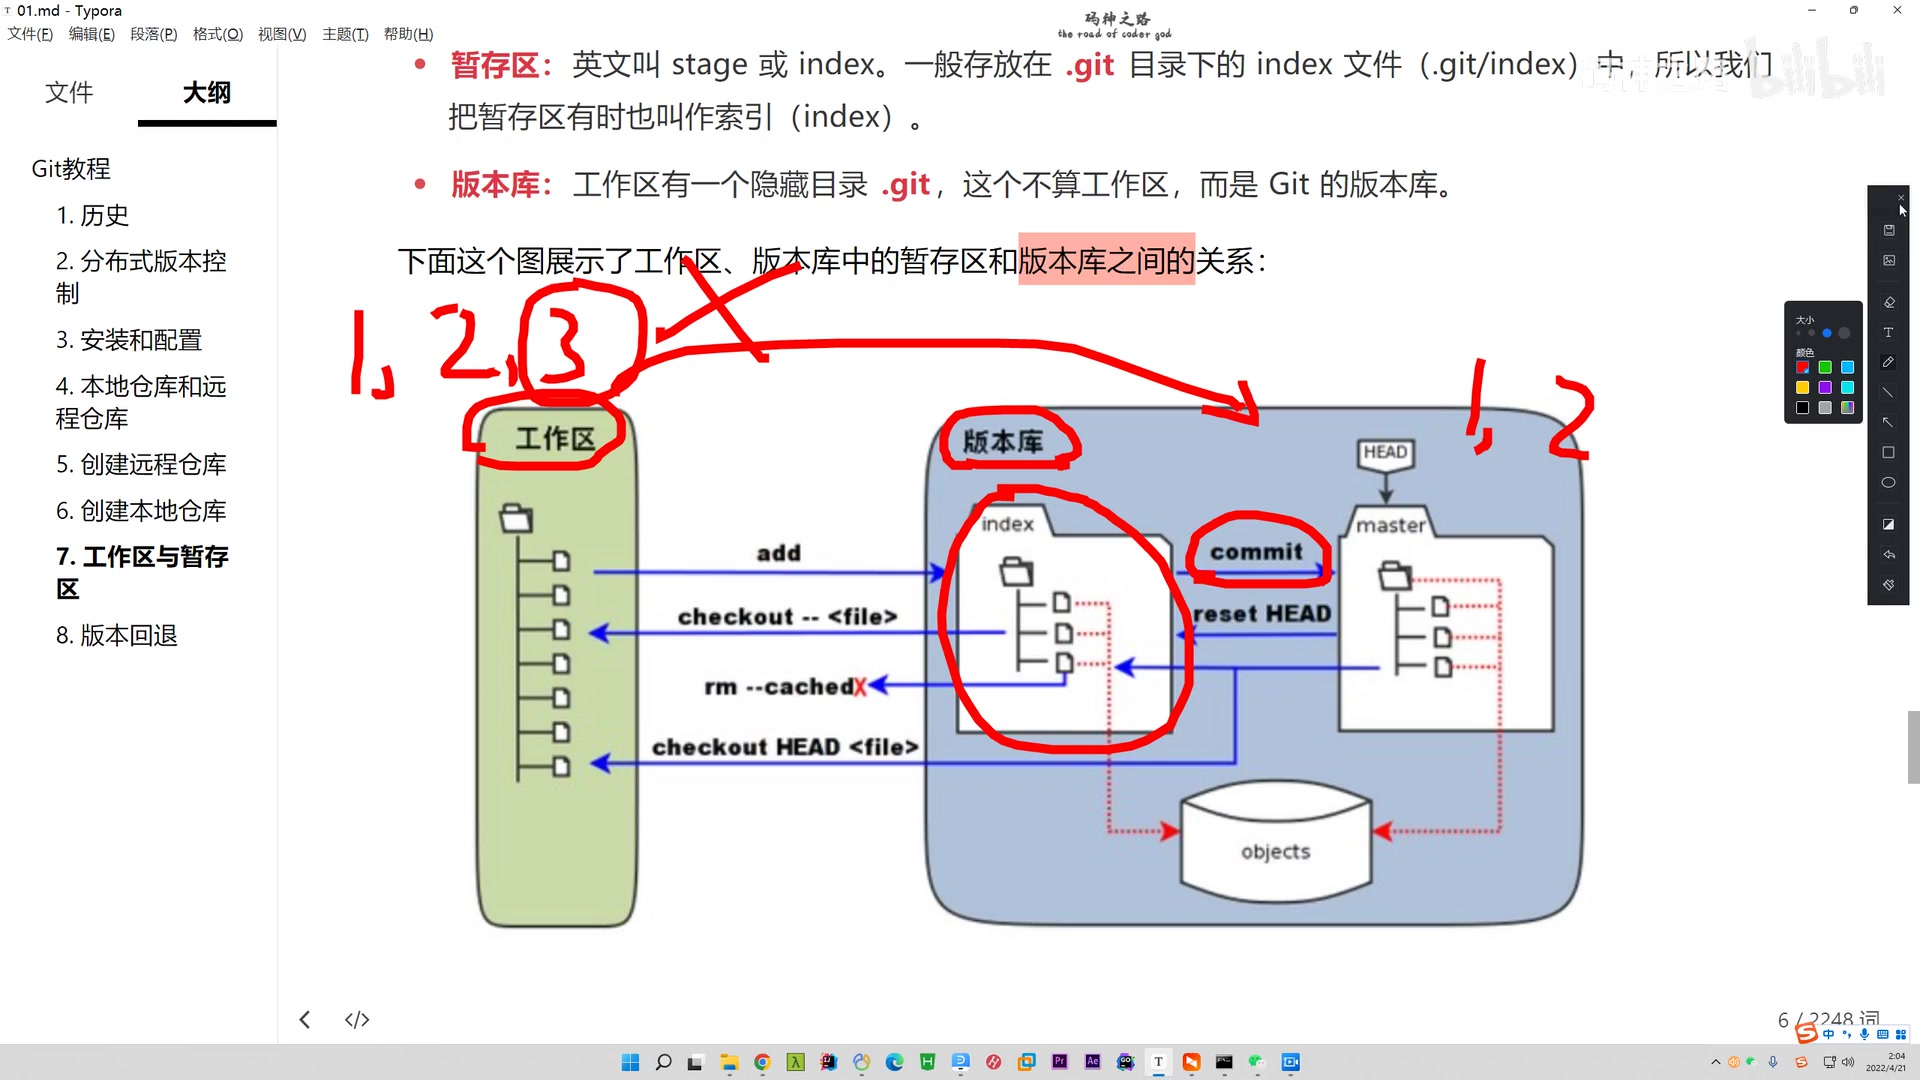 01.md - Typora
码神之路
the road of coder god
文件(F) 编辑(E) 段落(P) 格式(O) 视图(V) 主题(T) 帮助(H)
文件 大纲
Git教程
1. 历史
2. 分布式版本控
制
3. 安装和配置
4. 本地仓库和远
程仓库
5. 创建远程仓库
6. 创建本地仓库
7. 工作区与暂存
区
8. 版本回退
暂存区：英文叫 stage 或 index。一般存放在 .git 目录下的 index 文件（.git/index）中，所以我们
把暂存区有时也叫作索引（index）。
bilibili
版本库：工作区有一个隐藏目录 .git，这个不算工作区，而是 Git 的版本库。
下面这个图展示了工作区、版本库中的暂存区和版本库之间的关系：
1, 2, 3
1, 2
工作区
版本库
HEAD
index
master
add
commit
checkout -- <file>
reset HEAD
rm --cachedX
checkout HEAD <file>
objects
大小
颜色
T
</>
6 / 2248 词
中
2:04
2022/4/21